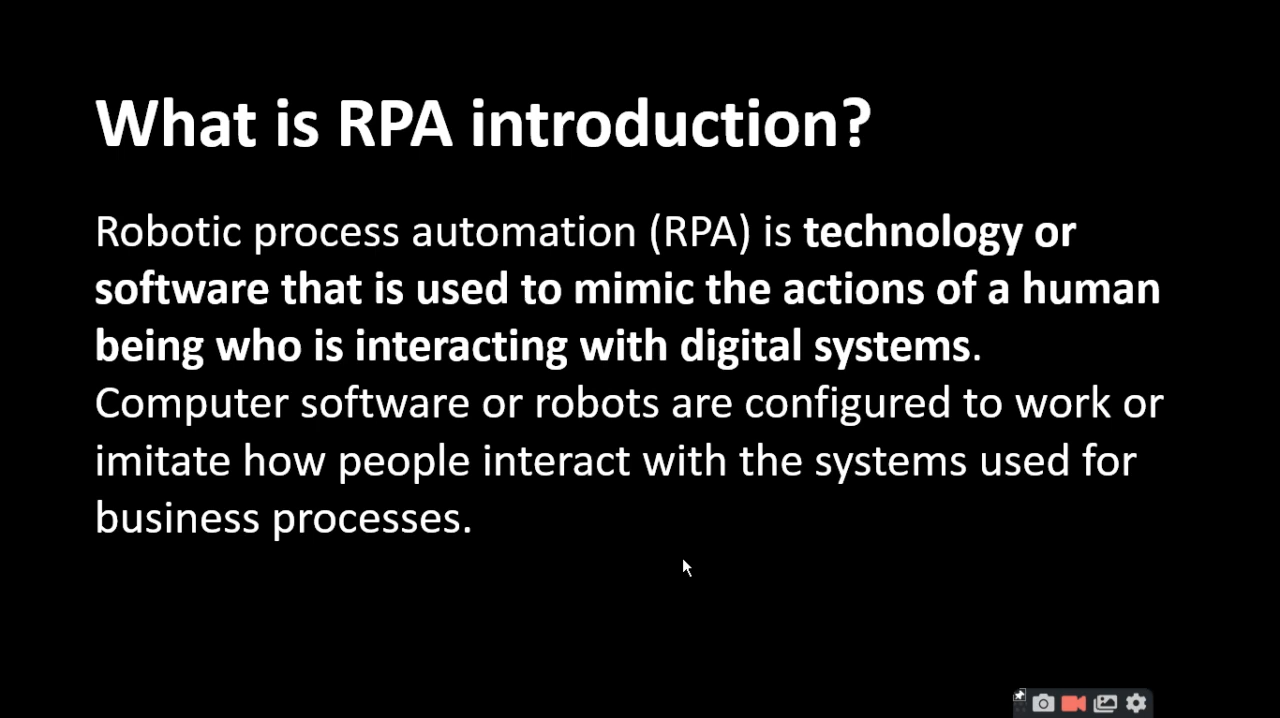 What is RPA introduction?
Robotic process automation (RPA) is technology or
software that is used to mimic the actions of a human
being who is interacting with digital systems.
Computer software or robots are configured to work or
imitate how people interact with the systems used for
business processes.